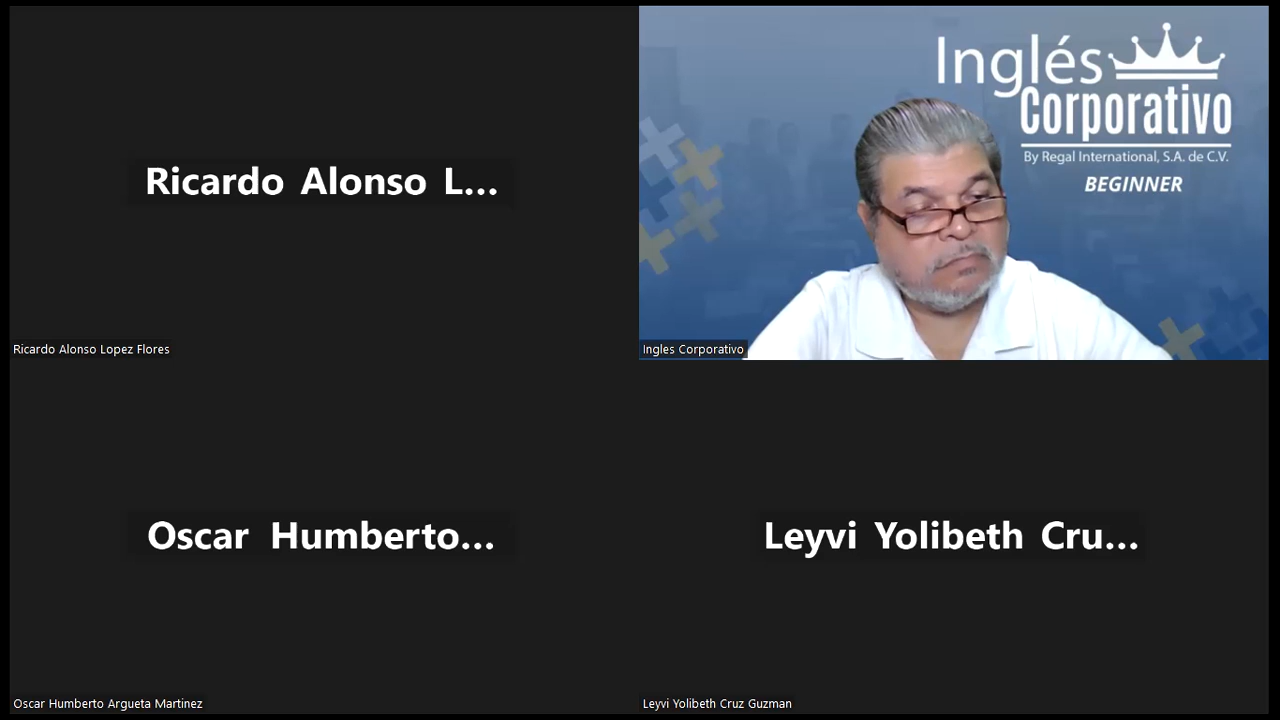 Ricardo Alonso L...
Ricardo Alonso Lopez Flores
Inglés
Corporativo
By Regal International, S.A. de C.V.
BEGINNER
Ingles Corporativo
Oscar Humberto...
Oscar Humberto Argueta Martinez
Leyvi Yolibeth Cru...
Leyvi Yolibeth Cruz Guzman